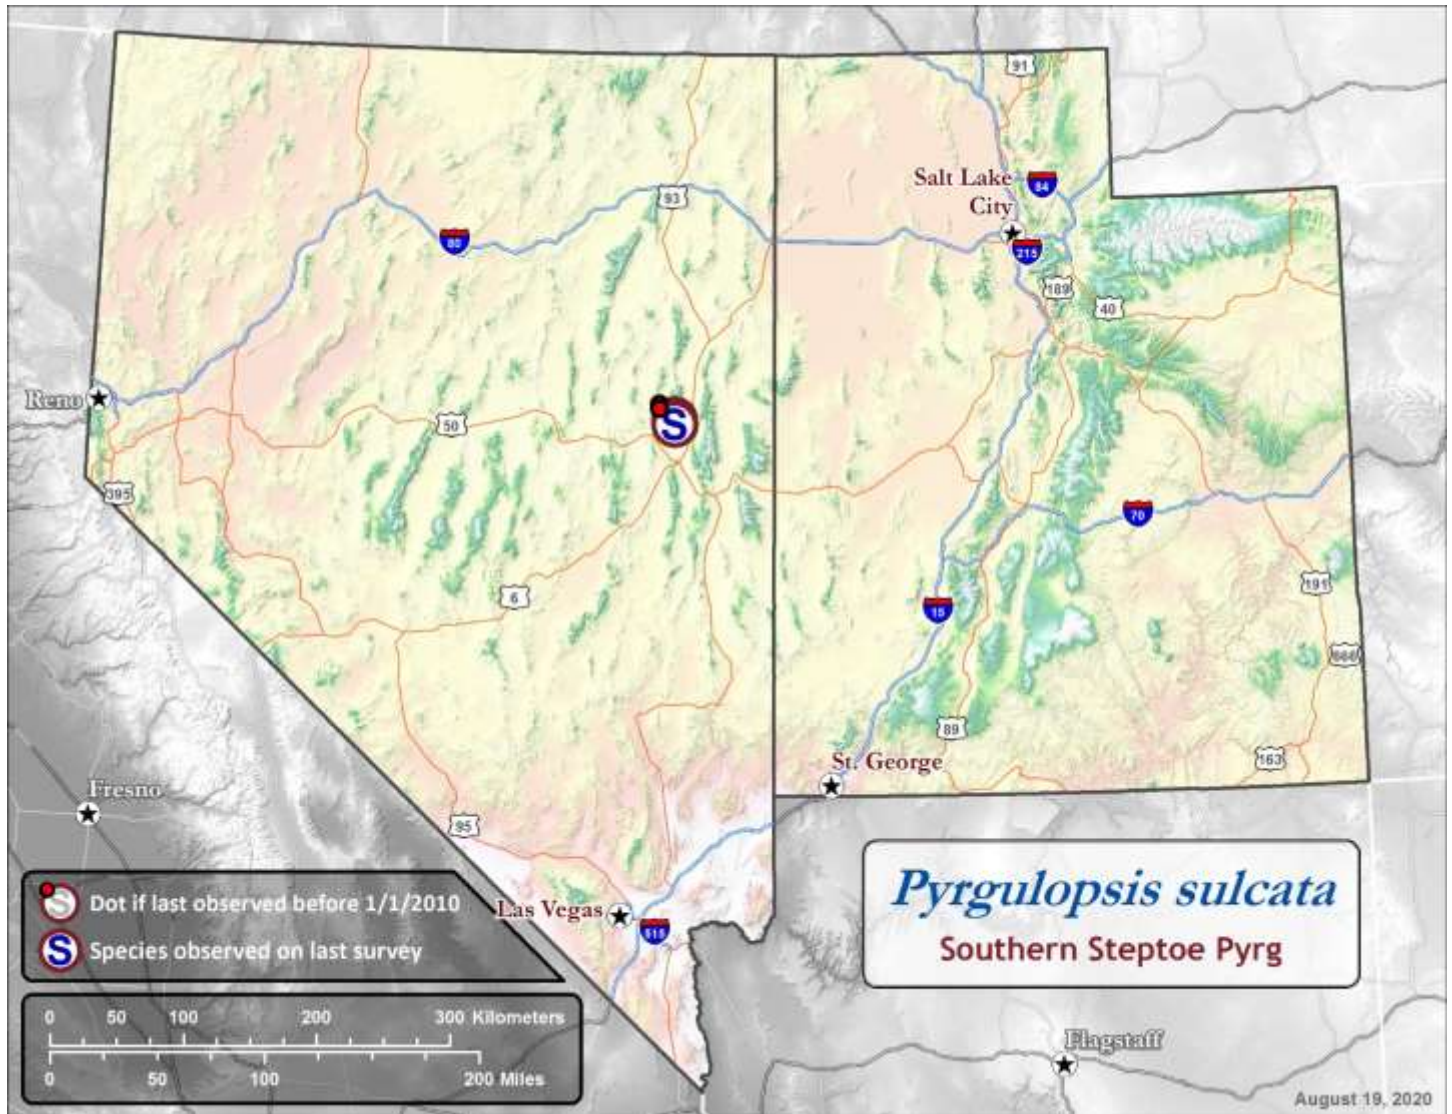 91
Salt Lake
City
84
93
80
215
189
40
Reno
50
S
395
70
6
191
15
666
89
St. George
163
Fresno
95
Las Vegas
515
S
Dot if last observed before 1/1/2010
S
Species observed on last survey
Pyrgulopsis sulcata
Southern Steptoe Pyrg
0 50 100 200 300 Kilometers
0 50 100 200 Miles
Flagstaff
August 19, 2020